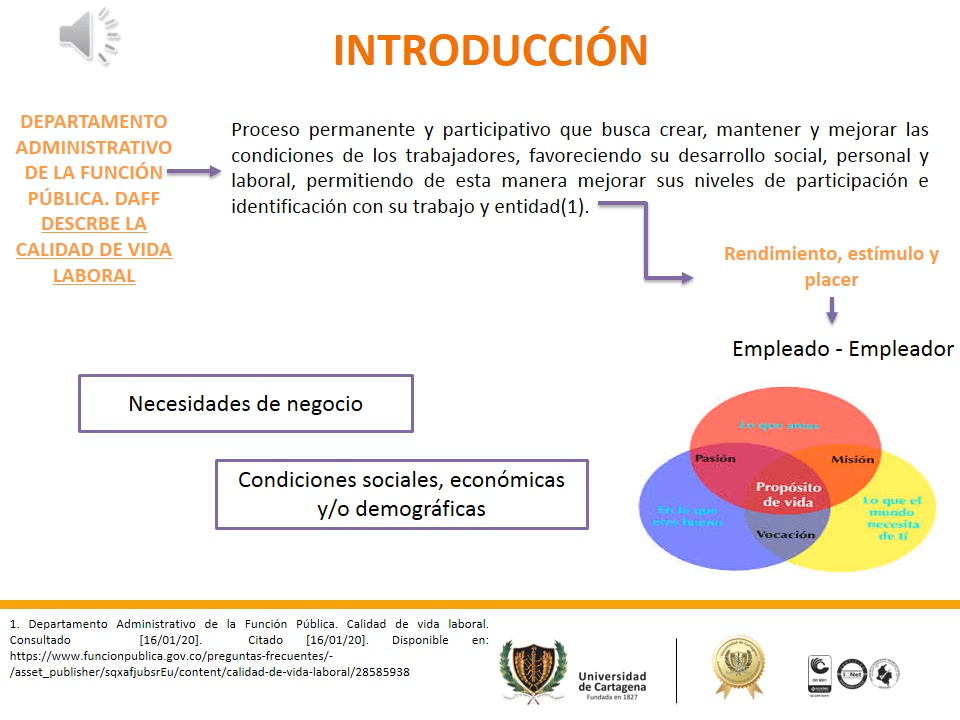 INTRODUCCIÓN
DEPARTAMENTO
ADMINISTRATIVO
DE LA FUNCIÓN
PÚBLICA. DAFF
DESCRBE LA
CALIDAD DE VIDA
LABORAL
Proceso permanente y participativo que busca crear, mantener y mejorar las
condiciones de los trabajadores, favoreciendo su desarrollo social, personal y
laboral, permitiendo de esta manera mejorar sus niveles de participación e
identificación con su trabajo y entidad(1).
Rendimiento, estímulo y
placer
Empleado - Empleador
Necesidades de negocio
Condiciones sociales, económicas
y/o demográficas
Lo que amas
Pasión
Misión
Propósito
de vida
En lo que
eres bueno
Lo que el
mundo
necesita
de tí
Vocación
1. Departamento Administrativo de la Función Pública. Calidad de vida laboral.
Consultado [16/01/20]. Citado [16/01/20]. Disponible en:
https://www.funcionpublica.gov.co/preguntas-frecuentes/-
/asset_publisher/sqxafjubsrEu/content/calidad-de-vida-laboral/28585938
Universidad
de Cartagena
Fundada en 1827